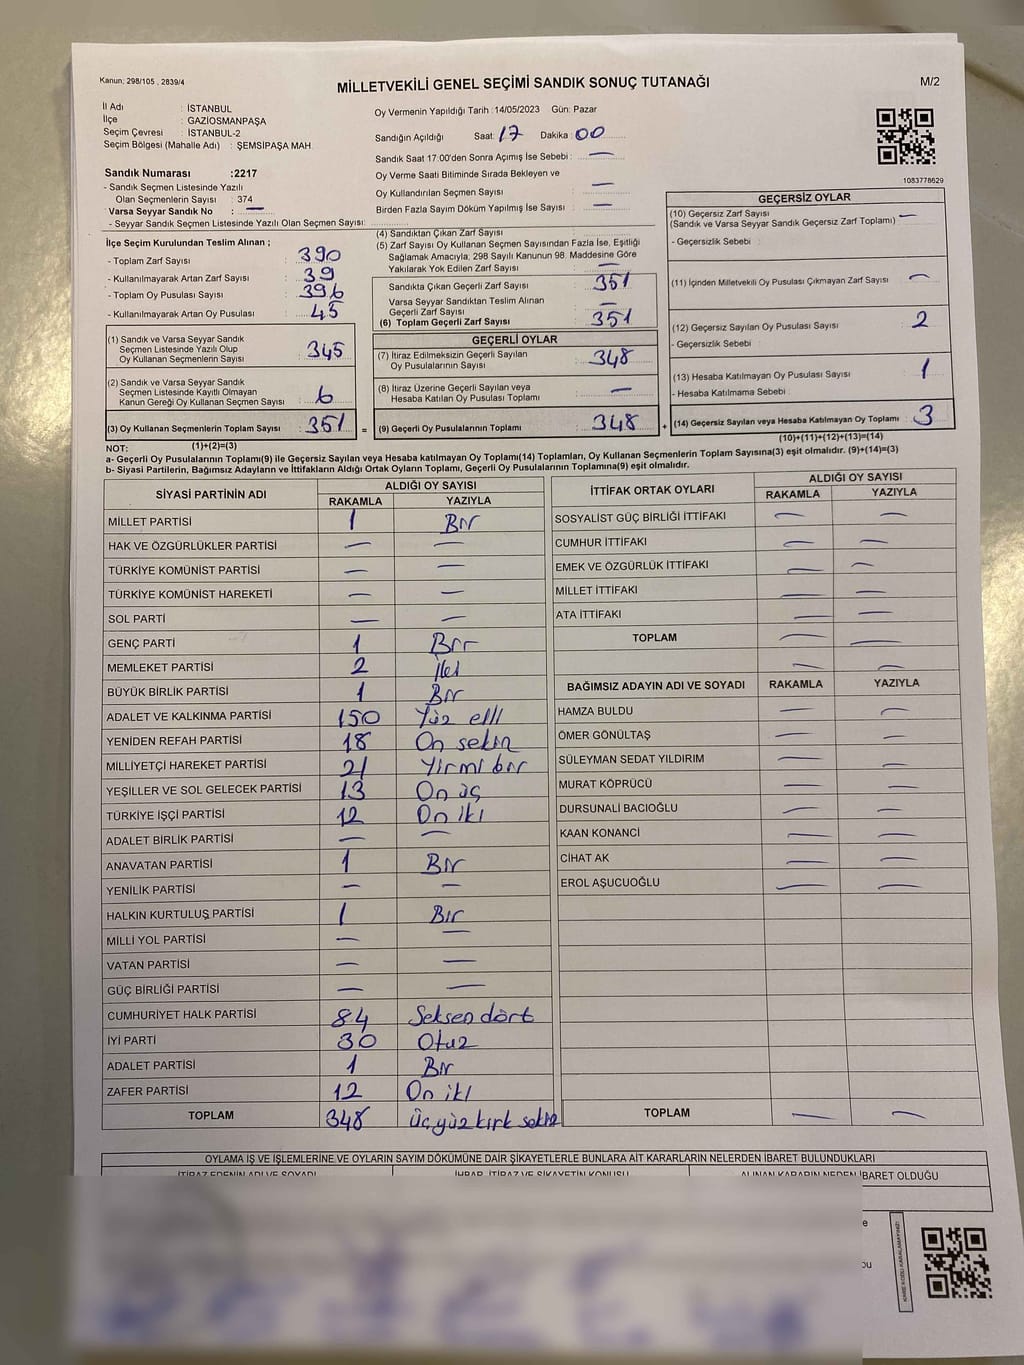 Kanun; 298/105 , 2839/4
MİLLETVEKİLİ GENEL SEÇİMİ SANDIK SONUÇ TUTANAĞI
M/2
İl Adı : İSTANBUL
İlçe : GAZİOSMANPAŞA
Seçim Çevresi : İSTANBUL-2
Seçim Bölgesi (Mahalle Adı) : ŞEMSİPAŞA MAH.
Sandık Numarası :2217
- Sandık Seçmen Listesinde Yazılı
Olan Seçmenlerin Sayısı : 374
Varsa Seyyar Sandık No : —
- Seyyar Sandık Seçmen Listesinde Yazılı Olan Seçmen Sayısı:
Oy Vermenin Yapıldığı Tarih :14/05/2023 Gün: Pazar
Sandığın Açıldığı Saat: 17 Dakika : 00
Sandık Saat 17.00'den Sonra Açılmış İse Sebebi : —
Oy Verme Saati Bitiminde Sırada Bekleyen ve
Oy Kullandırılan Seçmen Sayısı : —
Birden Fazla Sayım Döküm Yapılmış İse Sayısı : —
1083778629
İlçe Seçim Kurulundan Teslim Alınan ;
- Toplam Zarf Sayısı : 390
- Kullanılmayarak Artan Zarf Sayısı : 39
- Toplam Oy Pusulası Sayısı : 396
- Kullanılmayarak Artan Oy Pusulası : 45
(1) Sandık ve Varsa Seyyar Sandık
Seçmen Listesinde Yazılı Olup
Oy Kullanan Seçmenlerin Sayısı : 345
(2) Sandık ve Varsa Seyyar Sandık
Seçmen Listesinde Kayıtlı Olmayan
Kanun Gereği Oy Kullanan Seçmen Sayısı : 6
(3) Oy Kullanan Seçmenlerin Toplam Sayısı : 351 =
(1)+(2)=(3)
(4) Sandıktan Çıkan Zarf Sayısı :
(5) Zarf Sayısı Oy Kullanan Seçmen Sayısından Fazla İse, Eşitliği
Sağlamak Amacıyla; 298 Sayılı Kanunun 98. Maddesine Göre
Yakılarak Yok Edilen Zarf Sayısı : —
Sandıkta Çıkan Geçerli Zarf Sayısı : 351
Varsa Seyyar Sandıktan Teslim Alınan
Geçerli Zarf Sayısı : —
(6) Toplam Geçerli Zarf Sayısı : 351
GEÇERLİ OYLAR
(7) İtiraz Edilmeksizin Geçerli Sayılan
Oy Pusulalarının Sayısı : 348
(8) İtiraz Üzerine Geçerli Sayılan veya
Hesaba Katılan Oy Pusulası Toplamı : —
(9) Geçerli Oy Pusulalarının Toplamı : 348 +
GEÇERSİZ OYLAR
(10) Geçersiz Zarf Sayısı : —
(Sandık ve Varsa Seyyar Sandık Geçersiz Zarf Toplamı)
- Geçersizlik Sebebi :
(11) İçinden Milletvekili Oy Pusulası Çıkmayan Zarf Sayısı : —
(12) Geçersiz Sayılan Oy Pusulası Sayısı : 2
- Geçersizlik Sebebi :
(13) Hesaba Katılmayan Oy Pusulası Sayısı : 1
- Hesaba Katılmama Sebebi :
(14) Geçersiz Sayılan veya Hesaba Katılmayan Oy Toplamı : 3
(10)+(11)+(12)+(13)=(14)
NOT:
a- Geçerli Oy Pusulalarının Toplamı(9) ile Geçersiz Sayılan veya Hesaba Katılmayan Oy Toplamı(14) Toplamları, Oy Kullanan Seçmenlerin Toplam Sayısına(3) eşit olmalıdır. (9)+(14)=(3)
b- Siyasi Partilerin, Bağımsız Adayların ve İttifakların Aldığı Ortak Oyların Toplamı, Geçerli Oy Pusulalarının Toplamına(9) eşit olmalıdır.
SİYASİ PARTİNİN ADI ALDIĞI OY SAYISI
RAKAMLA YAZIYLA
MİLLET PARTİSİ 1 Bir
HAK VE ÖZGÜRLÜKLER PARTİSİ — —
TÜRKİYE KOMÜNİST PARTİSİ — —
TÜRKİYE KOMÜNİST HAREKETİ — —
SOL PARTİ — —
GENÇ PARTİ 1 Bir
MEMLEKET PARTİSİ 2 İki
BÜYÜK BİRLİK PARTİSİ 1 Bir
ADALET VE KALKINMA PARTİSİ 150 Yüz elli
YENİDEN REFAH PARTİSİ 18 On sekiz
MİLLİYETÇİ HAREKET PARTİSİ 21 Yirmi bir
YEŞİLLER VE SOL GELECEK PARTİSİ 13 On üç
TÜRKİYE İŞÇİ PARTİSİ 12 On iki
ADALET BİRLİK PARTİSİ — —
ANAVATAN PARTİSİ 1 Bir
YENİLİK PARTİSİ — —
HALKIN KURTULUŞ PARTİSİ 1 Bir
MİLLİ YOL PARTİSİ — —
VATAN PARTİSİ — —
GÜÇ BİRLİĞİ PARTİSİ — —
CUMHURİYET HALK PARTİSİ 84 Seksen dört
İYİ PARTİ 30 Otuz
ADALET PARTİSİ 1 Bir
ZAFER PARTİSİ 12 On iki
TOPLAM 348 üç yüz kırk sekiz
İTTİFAK ORTAK OYLARI ALDIĞI OY SAYISI
RAKAMLA YAZIYLA
SOSYALİST GÜÇ BİRLİĞİ İTTİFAKI — —
CUMHUR İTTİFAKI — —
EMEK VE ÖZGÜRLÜK İTTİFAKI — —
MİLLET İTTİFAKI — —
ATA İTTİFAKI — —
TOPLAM — —
— —
BAĞIMSIZ ADAYIN ADI VE SOYADI RAKAMLA YAZIYLA
HAMZA BULDU — —
ÖMER GÖNÜLTAŞ — —
SÜLEYMAN SEDAT YILDIRIM — —
MURAT KÖPRÜCÜ — —
DURSUNALİ BACIOĞLU — —
KAAN KONANCİ — —
CİHAT AK — —
EROL AŞUCUOĞLU — —
TOPLAM — —
OYLAMA İŞ VE İŞLEMLERİNE VE OYLARIN SAYIM DÖKÜMÜNE DAİR ŞİKAYETLERLE BUNLARA AİT KARARLARIN NELERDEN İBARET BULUNDUKLARI
İTİRAZ EDENİN ADI VE SOYADI İHBAR, İTİRAZ VE ŞİKAYETİN KONUSU ALINAN KARARIN NEDEN İBARET OLDUĞU